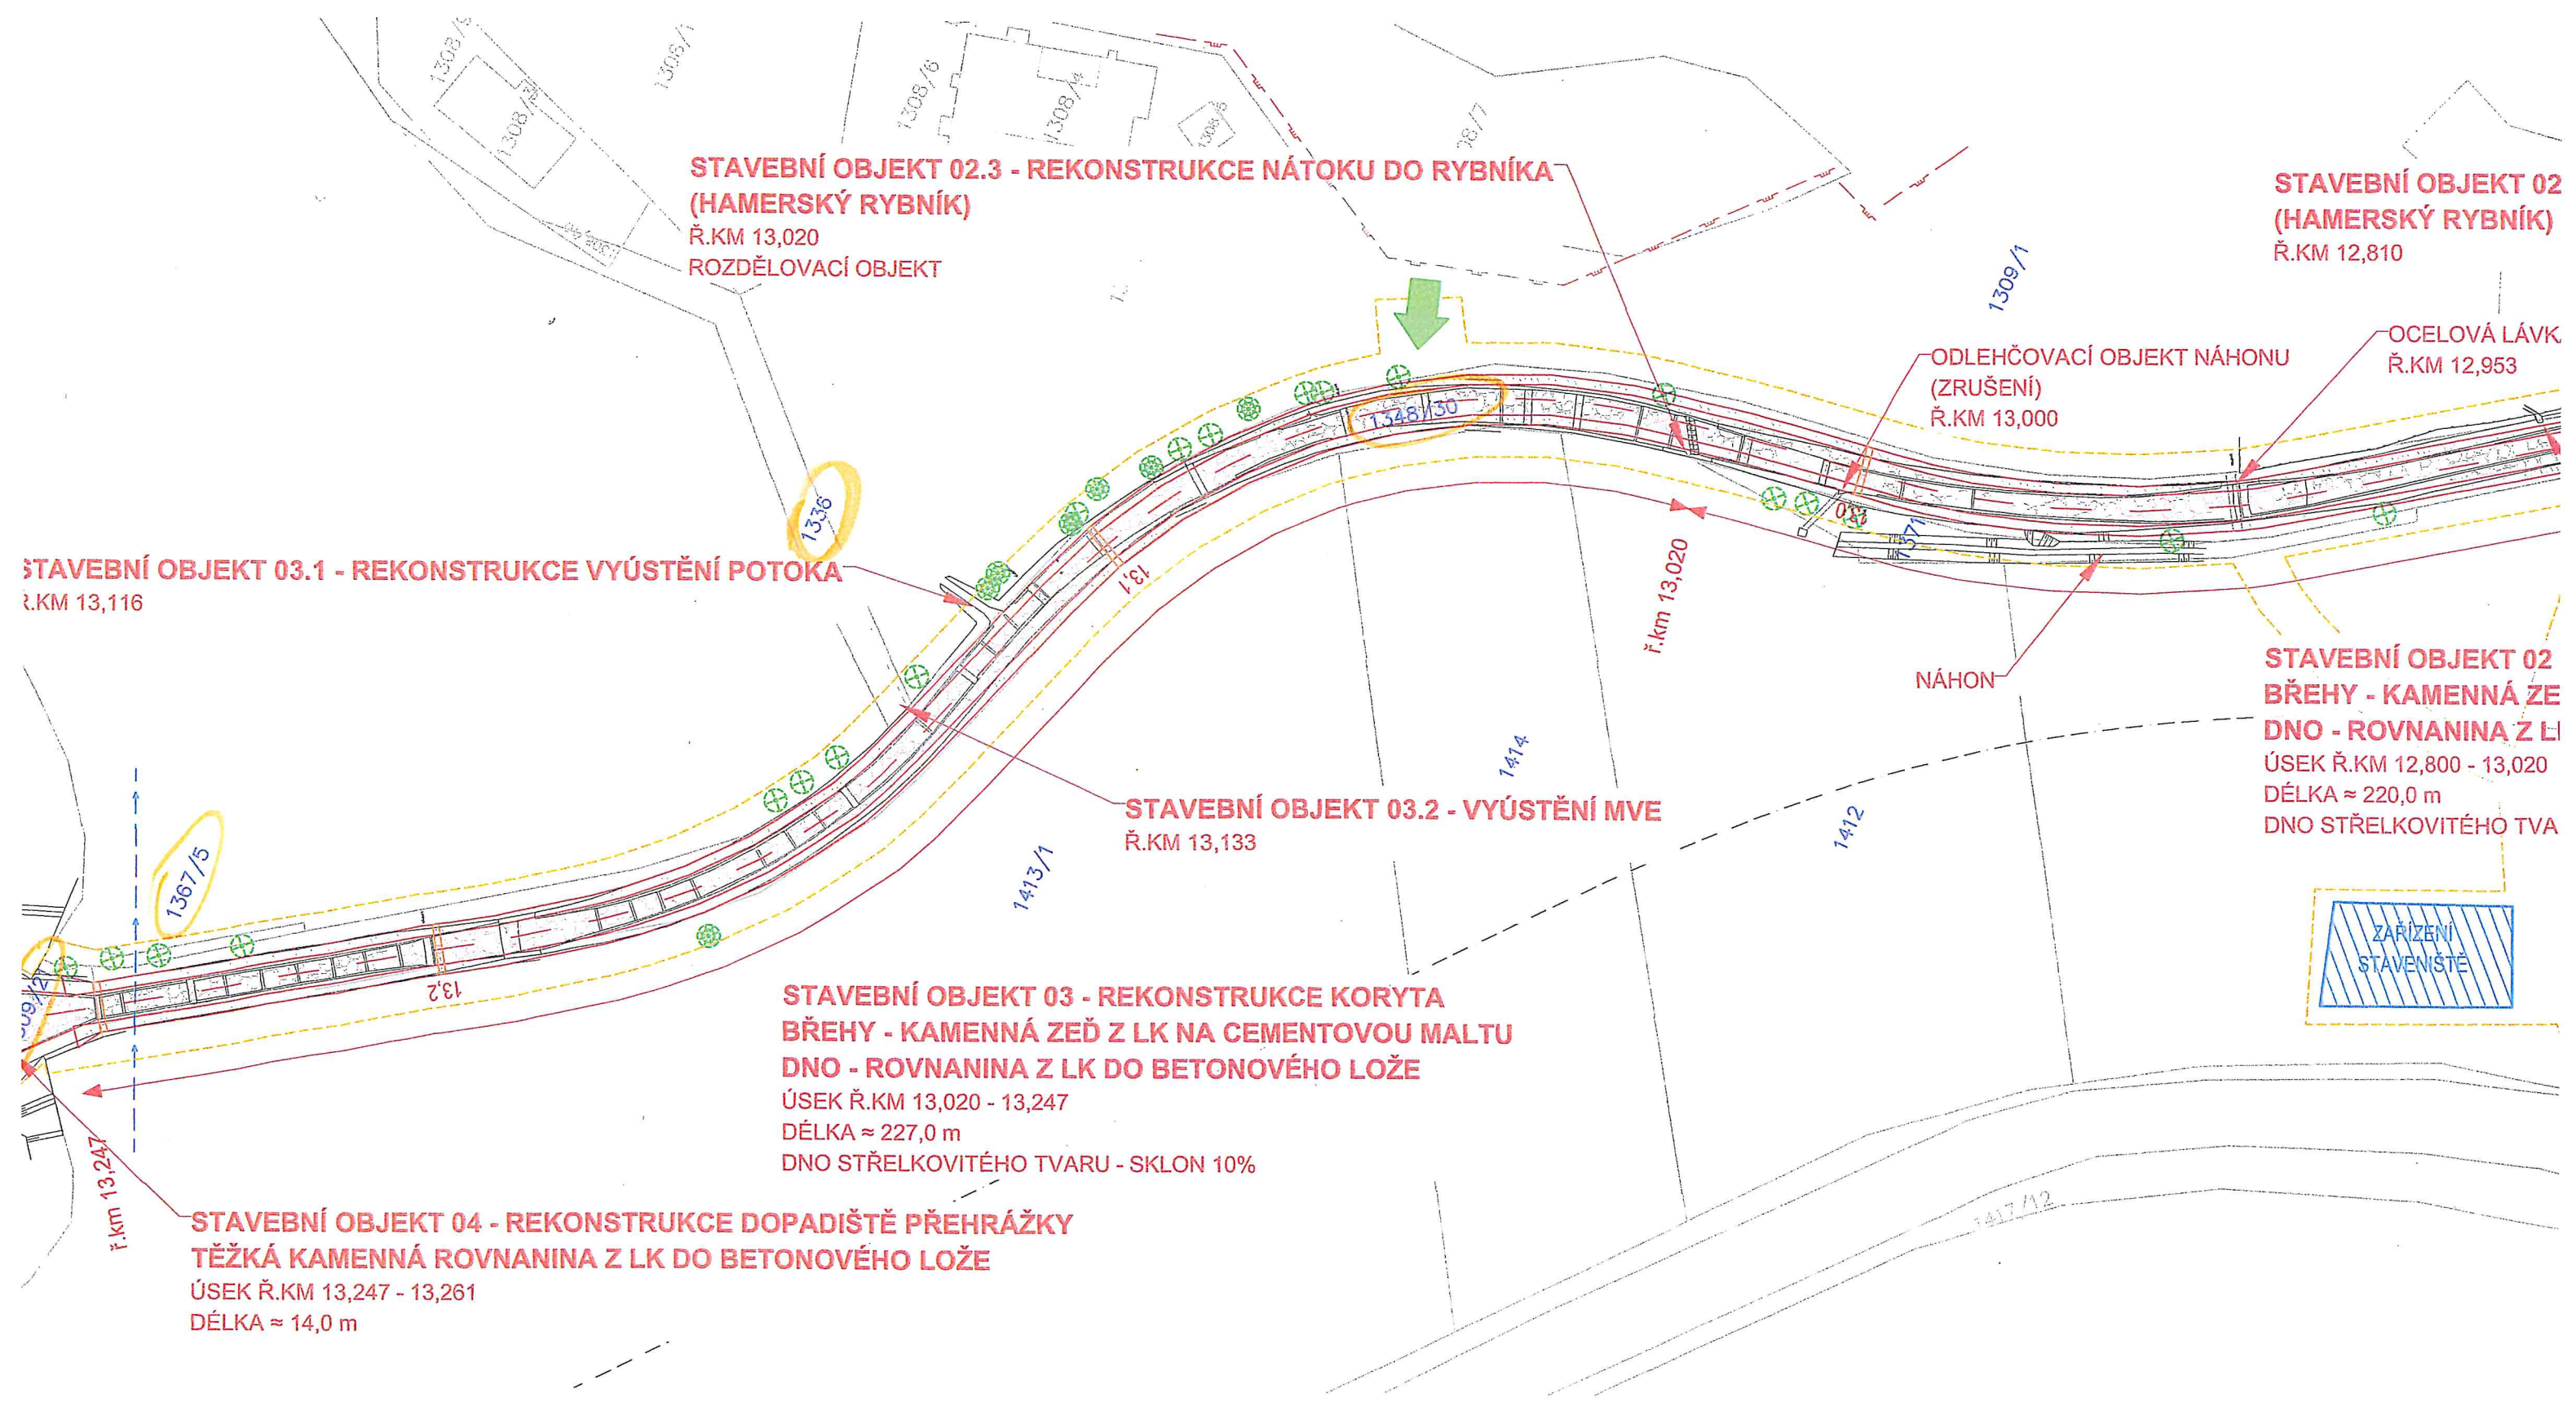 1308/1
1308/6
1308/4
1309/1
STAVEBNÍ OBJEKT 02.3 - REKONSTRUKCE NÁTOKU DO RYBNÍKA
(HAMERSKÝ RYBNÍK)
Ř.KM 13,020
ROZDĚLOVACÍ OBJEKT
STAVEBNÍ OBJEKT 02
(HAMERSKÝ RYBNÍK)
Ř.KM 12,810
OCELOVÁ LÁVK
Ř.KM 12,953
ODLEHČOVACÍ OBJEKT NÁHONU
(ZRUŠENÍ)
Ř.KM 13,000
1348/30
1336
STAVEBNÍ OBJEKT 03.1 - REKONSTRUKCE VYÚSTĚNÍ POTOKA
Ř.KM 13,116
13,1
13,0
1371
ř.km 13,020
NÁHON
STAVEBNÍ OBJEKT 02
BŘEHY - KAMENNÁ ZE
DNO - ROVNANINA Z L
ÚSEK Ř.KM 12,800 - 13,020
DÉLKA ≈ 220,0 m
DNO STŘELKOVITÉHO TVA
STAVEBNÍ OBJEKT 03.2 - VYÚSTĚNÍ MVE
Ř.KM 13,133
1414
1412
1413/1
1367/5
13,2
ZAŘÍZENÍ
STAVENIŠTĚ
STAVEBNÍ OBJEKT 03 - REKONSTRUKCE KORYTA
BŘEHY - KAMENNÁ ZEĎ Z LK NA CEMENTOVOU MALTU
DNO - ROVNANINA Z LK DO BETONOVÉHO LOŽE
ÚSEK Ř.KM 13,020 - 13,247
DÉLKA ≈ 227,0 m
DNO STŘELKOVITÉHO TVARU - SKLON 10%
ř.km 13,247
1417/12
STAVEBNÍ OBJEKT 04 - REKONSTRUKCE DOPADIŠTĚ PŘEHRÁŽKY
TĚŽKÁ KAMENNÁ ROVNANINA Z LK DO BETONOVÉHO LOŽE
ÚSEK Ř.KM 13,247 - 13,261
DÉLKA ≈ 14,0 m